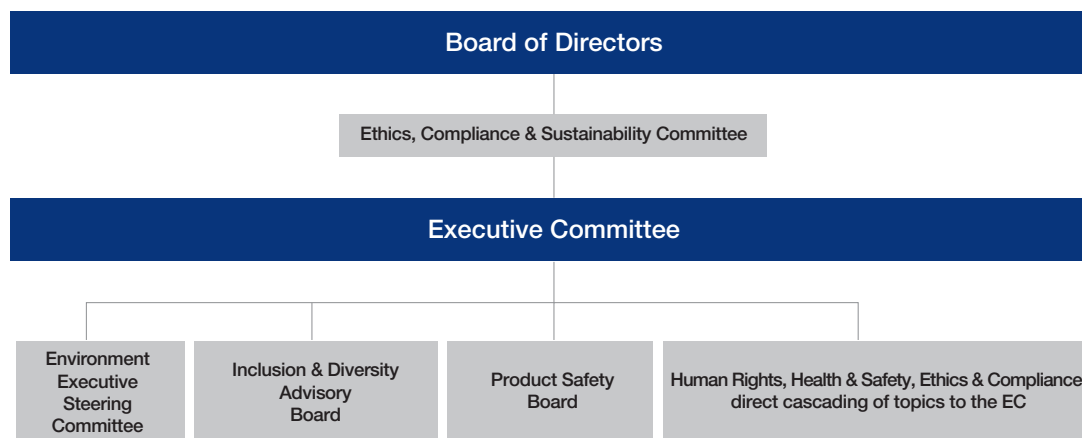 Board of Directors
Ethics, Compliance & Sustainability Committee
Executive Committee
Environment
Executive
Steering
Committee
Inclusion & Diversity
Advisory
Board
Product Safety
Board
Human Rights, Health & Safety, Ethics & Compliance
direct cascading of topics to the EC